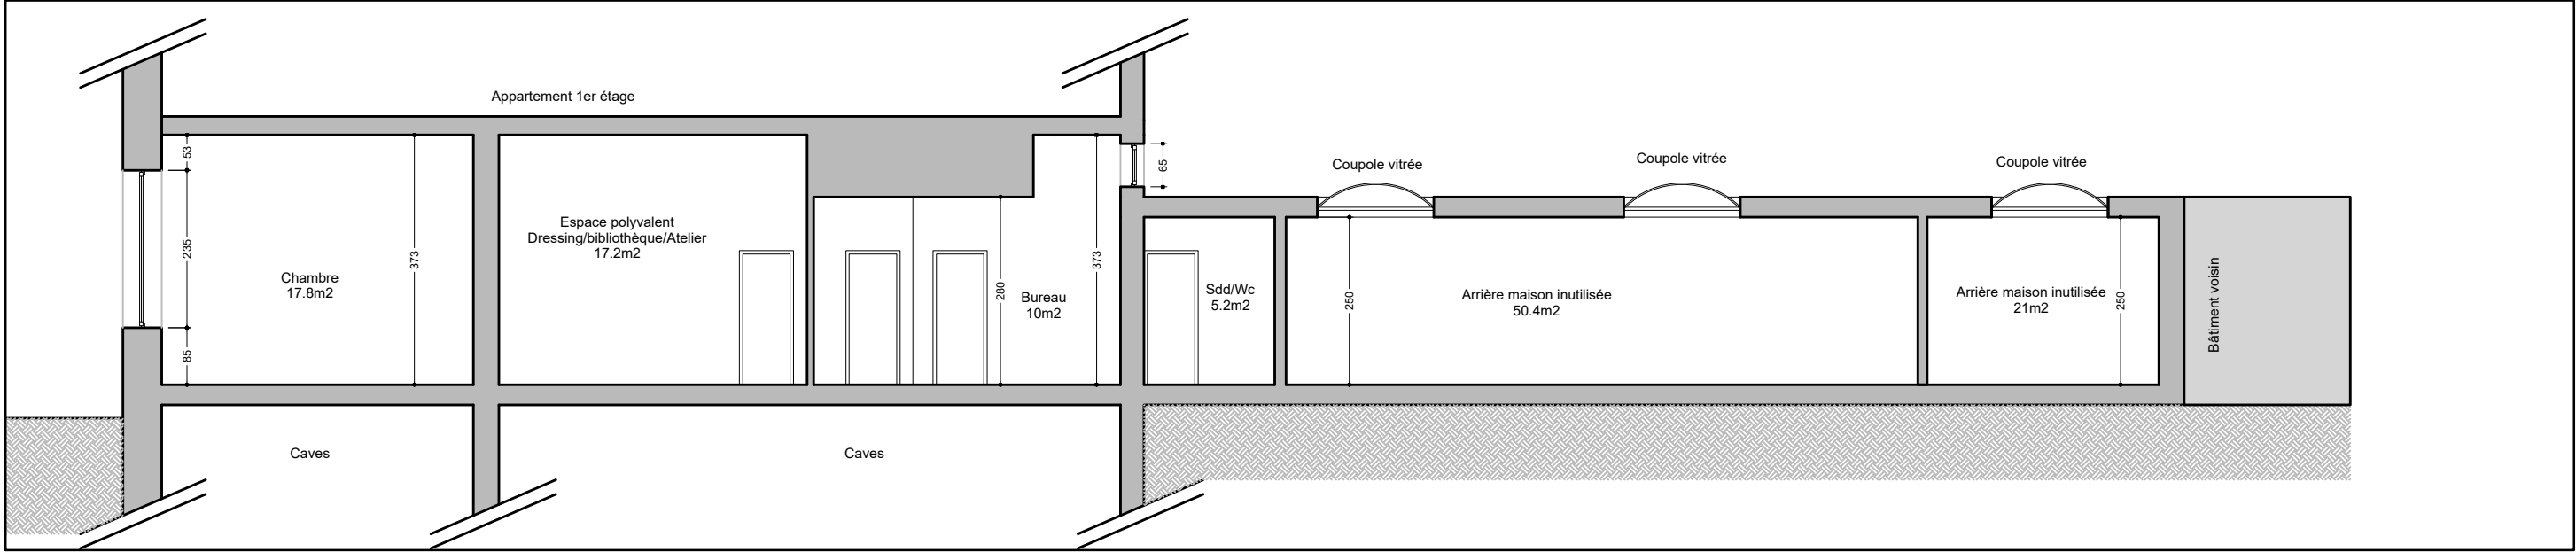 Appartement 1er étage
Coupole vitrée
Coupole vitrée
Coupole vitrée
53
235
85
373
Chambre
17.8m2
Espace polyvalent
Dressing/bibliothèque/Atelier
17.2m2
280
Bureau
10m2
373
65
Sdd/Wc
5.2m2
250
Arrière maison inutilisée
50.4m2
Arrière maison inutilisée
21m2
250
Bâtiment voisin
Caves
Caves